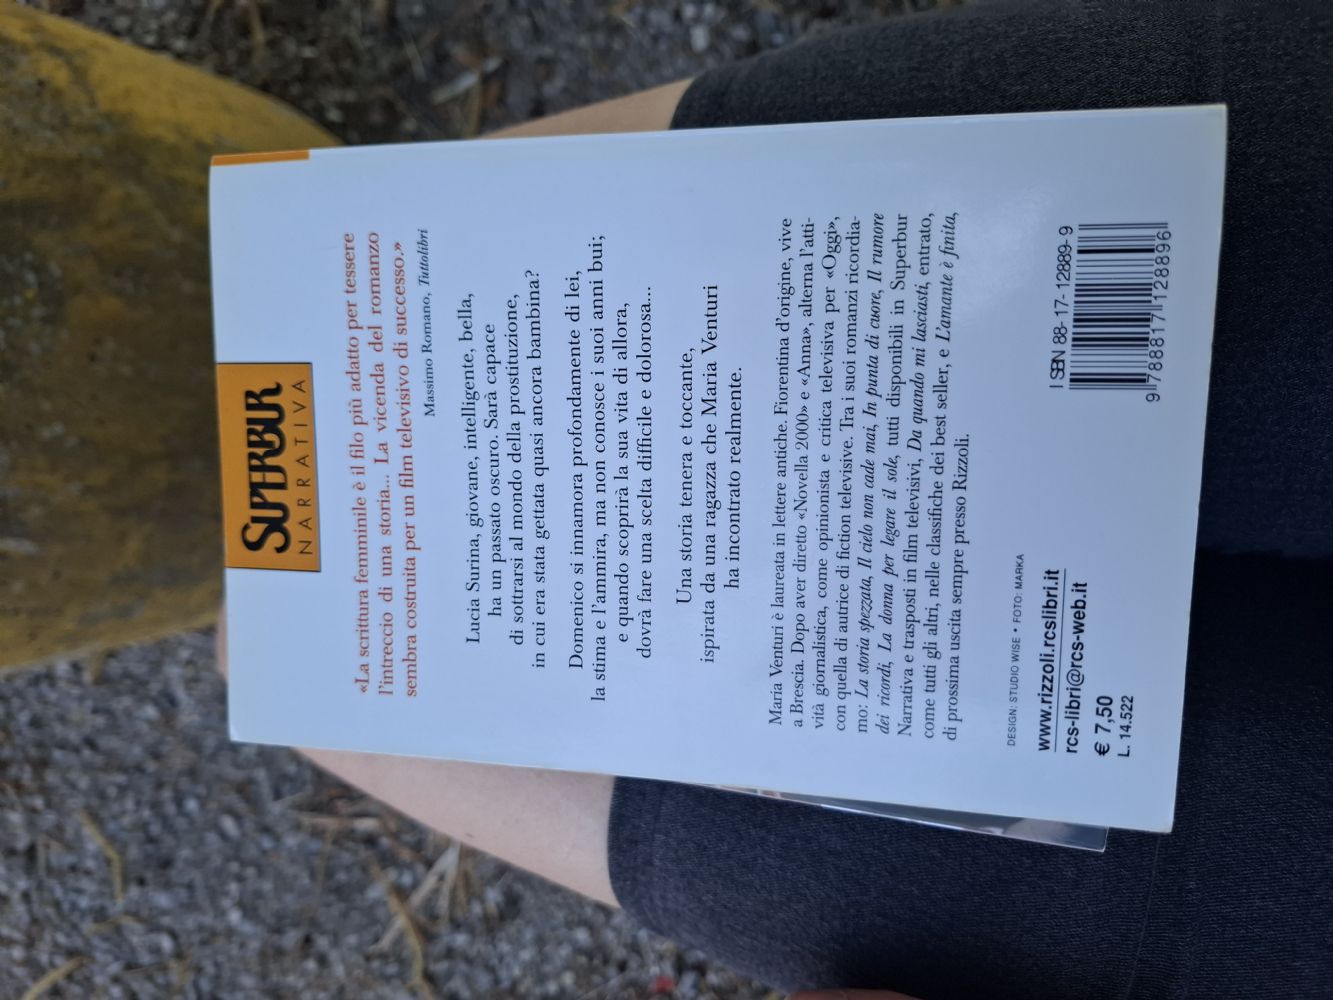 SUPERBUR
NARRATIVA
«La scrittura femminile è il filo più adatto per tessere
l'intreccio di una storia... La vicenda del romanzo
sembra costruita per un film televisivo di successo.»
Massimo Romano, Tuttolibri
Lucia Surina, giovane, intelligente, bella,
ha un passato oscuro. Sarà capace
di sottrarsi al mondo della prostituzione,
in cui era stata gettata quasi ancora bambina?
Domenico si innamora profondamente di lei,
la stima e l'ammira, ma non conosce i suoi anni bui;
e quando scoprirà la sua vita di allora,
dovrà fare una scelta difficile e dolorosa...
Una storia tenera e toccante,
ispirata da una ragazza che Maria Venturi
ha incontrato realmente.
Maria Venturi è laureata in lettere antiche. Fiorentina d'origine, vive
a Brescia. Dopo aver diretto «Novella 2000» e «Anna», alterna l'atti-
vità giornalistica, come opinionista e critica televisiva per «Oggi»,
con quella di autrice di fiction televisive. Tra i suoi romanzi ricordia-
mo: La storia spezzata, Il cielo non cade mai, In punta di cuore, Il rumore
dei ricordi, La donna per legare il sole, tutti disponibili in Superbur
Narrativa e trasposti in film televisivi, Da quando mi lasciasti, entrato,
come tutti gli altri, nelle classifiche dei best seller, e L'amante è finita,
di prossima uscita sempre presso Rizzoli.
DESIGN: STUDIO WISE • FOTO: MARKA
www.rizzoli.rcslibri.it
rcs-libri@rcs-web.it
€ 7,50
L. 14.522
ISBN 88-17-12889-9
9 788817 128896